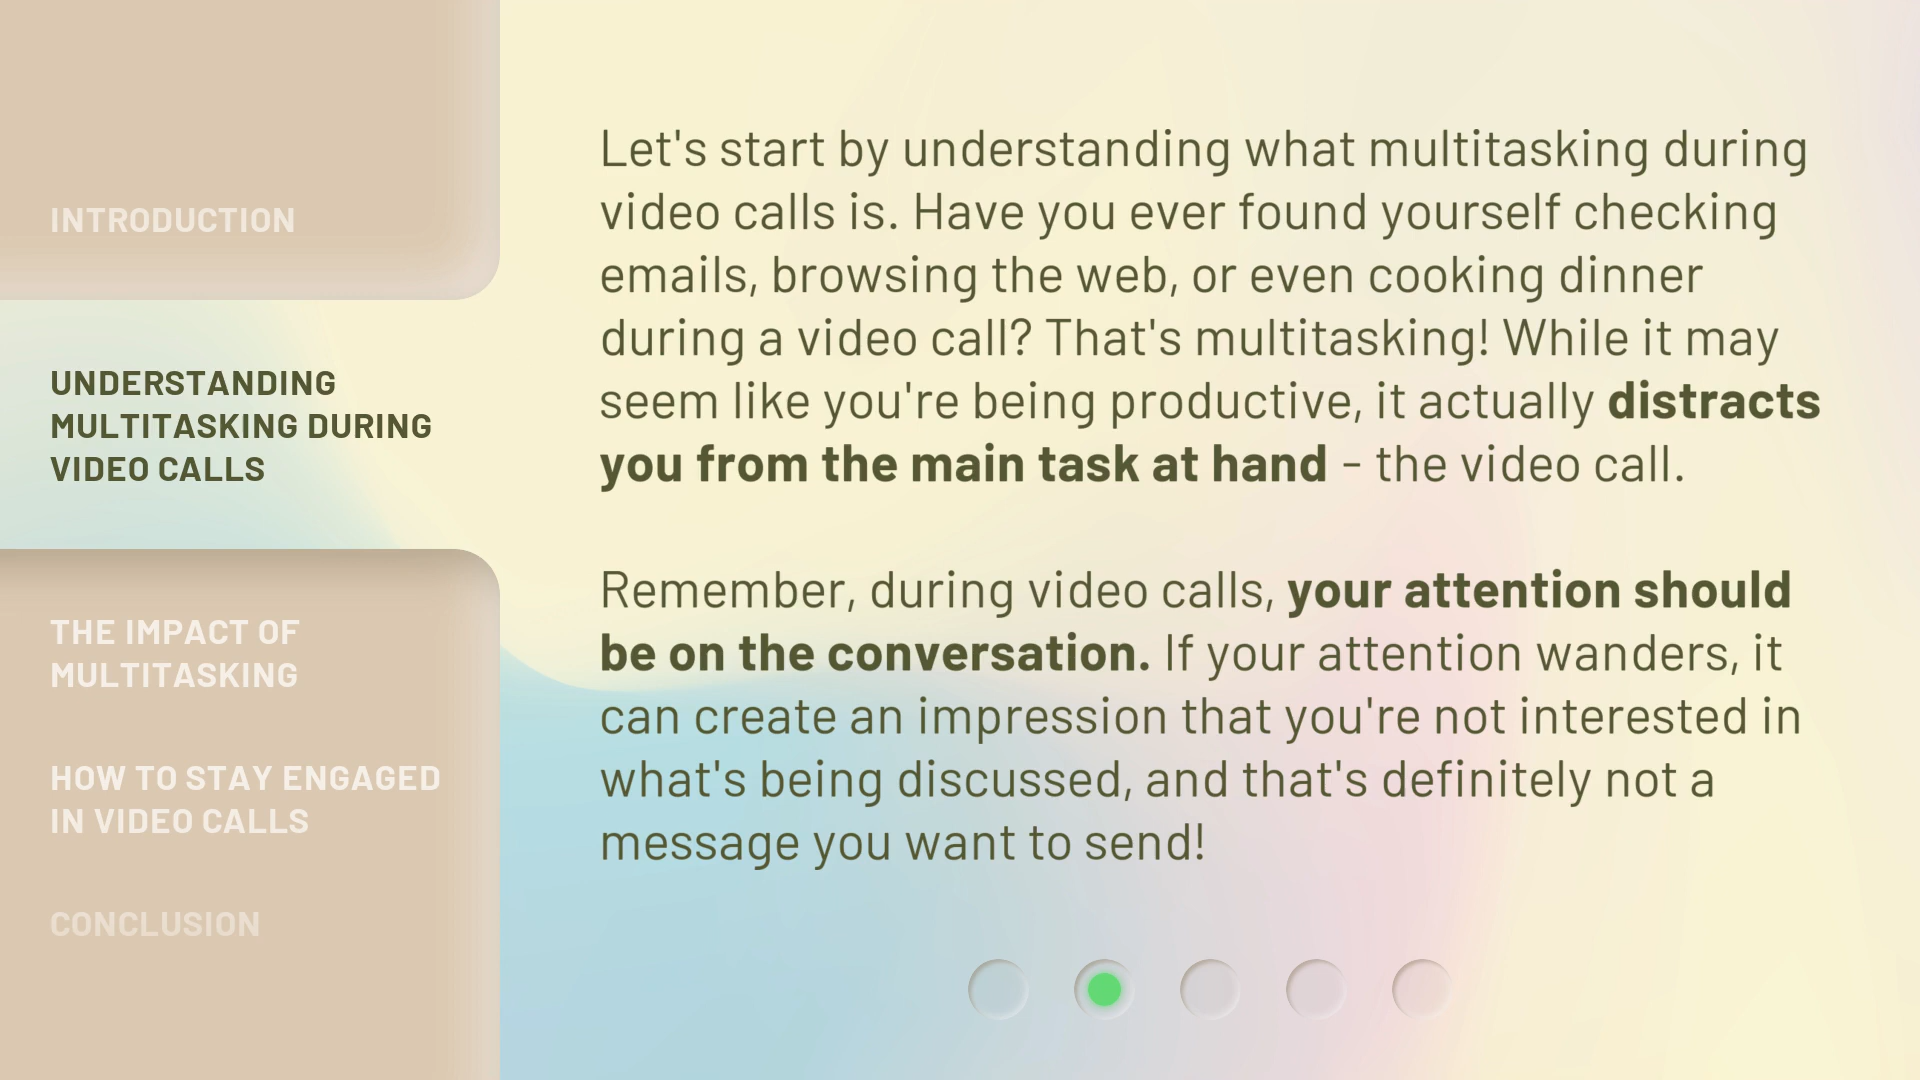 INTRODUCTION
UNDERSTANDING
MULTITASKING DURING
VIDEO CALLS
THE IMPACT OF
MULTITASKING
HOW TO STAY ENGAGED
IN VIDEO CALLS
CONCLUSION
Let's start by understanding what multitasking during
video calls is. Have you ever found yourself checking
emails, browsing the web, or even cooking dinner
during a video call? That's multitasking! While it may
seem like you're being productive, it actually distracts
you from the main task at hand - the video call.
Remember, during video calls, your attention should
be on the conversation. If your attention wanders, it
can create an impression that you're not interested in
what's being discussed, and that's definitely not a
message you want to send!